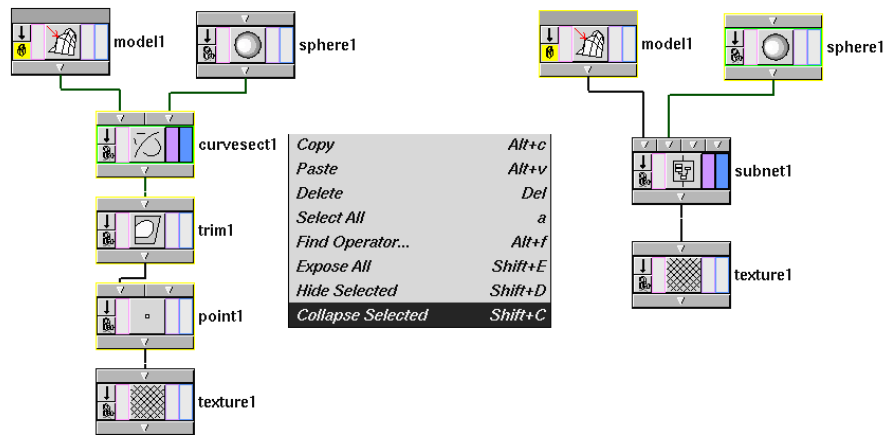 model1
sphere1
curvesect1
trim1
point1
texture1
Copy Alt+c
Paste Alt+v
Delete Del
Select All a
Find Operator... Alt+f
Expose All Shift+E
Hide Selected Shift+D
Collapse Selected Shift+C
model1
sphere1
subnet1
texture1